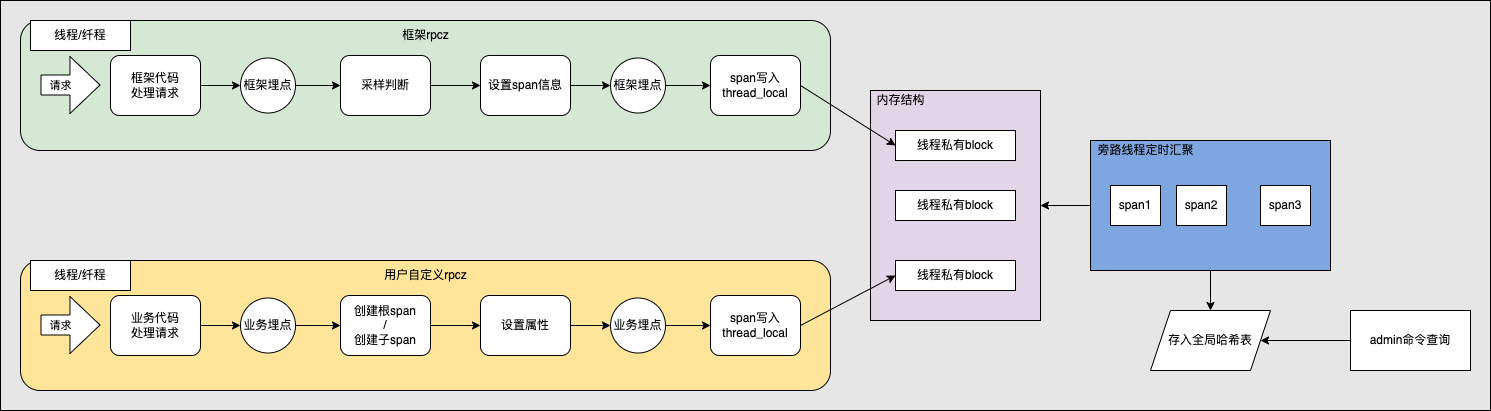 线程/纤程
框架rpcz
请求
框架代码
处理请求
框架埋点
采样判断
设置span信息
框架埋点
span写入
thread_local
内存结构
线程私有block
线程私有block
线程私有block
旁路线程定时汇聚
span1
span2
span3
线程/纤程
用户自定义rpcz
请求
业务代码
处理请求
业务埋点
创建根span
/
创建子span
设置属性
业务埋点
span写入
thread_local
存入全局哈希表
admin命令查询